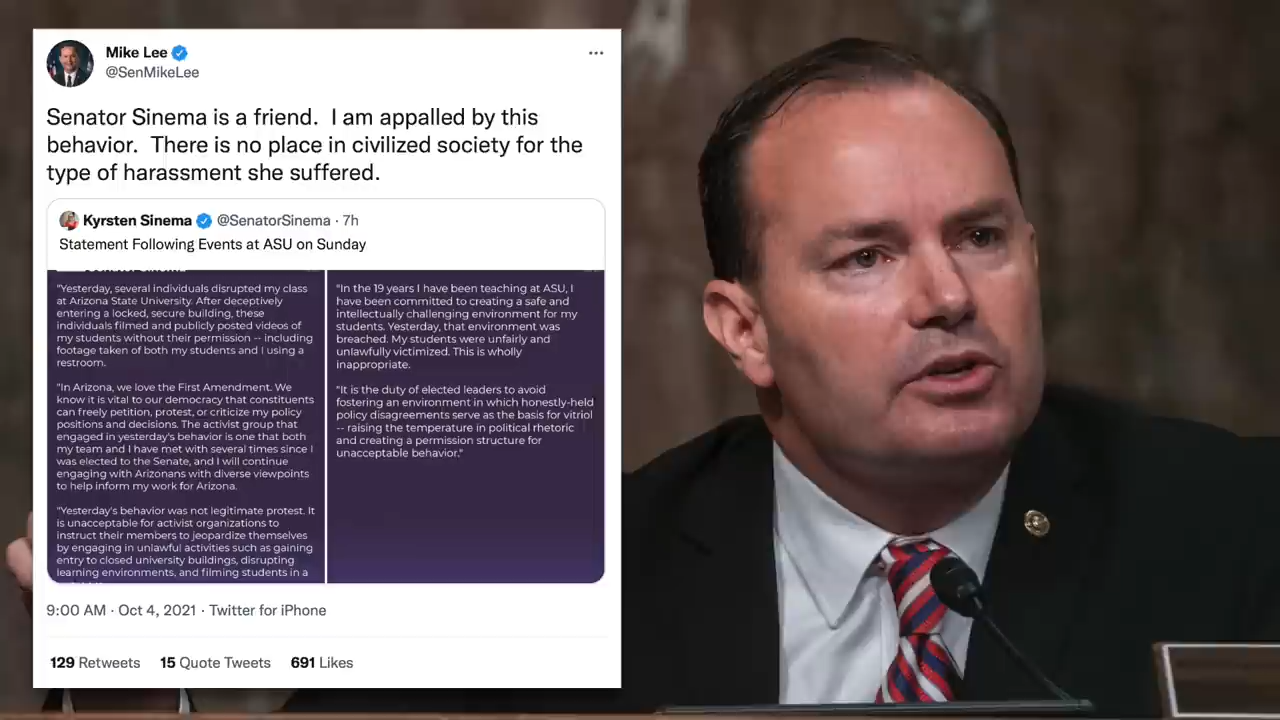 Mike Lee
@SenMikeLee
Senator Sinema is a friend.  I am appalled by this
behavior.  There is no place in civilized society for the
type of harassment she suffered.
Kyrsten Sinema @SenatorSinema · 7h
Statement Following Events at ASU on Sunday
"Yesterday, several individuals disrupted my class
at Arizona State University. After deceptively
entering a locked, secure building, these
individuals filmed and publicly posted videos of
my students without their permission -- including
footage taken of both my students and I using a
restroom.
"In Arizona, we love the First Amendment. We
know it is vital to our democracy that constituents
can freely petition, protest, or criticize my policy
positions and decisions. The activist group that
engaged in yesterday's behavior is one that both
my team and I have met with several times since I
was elected to the Senate, and I will continue
engaging with Arizonans with diverse viewpoints
to help inform my work for Arizona.
"Yesterday's behavior was not legitimate protest. It
is unacceptable for activist organizations to
instruct their members to jeopardize themselves
by engaging in unlawful activities such as gaining
entry to closed university buildings, disrupting
learning environments, and filming students in a
"In the 19 years I have been teaching at ASU, I
have been committed to creating a safe and
intellectually challenging environment for my
students. Yesterday, that environment was
breached. My students were unfairly and
unlawfully victimized. This is wholly
inappropriate.
"It is the duty of elected leaders to avoid
fostering an environment in which honestly-held
policy disagreements serve as the basis for vitriol
-- raising the temperature in political rhetoric
and creating a permission structure for
unacceptable behavior."
9:00 AM · Oct 4, 2021 · Twitter for iPhone
129 Retweets 15 Quote Tweets 691 Likes